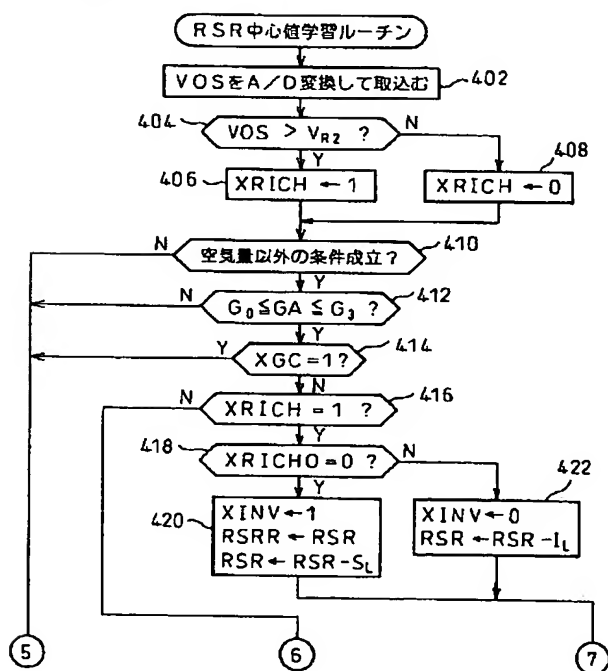 RSR中心値学習ルーチン
VOSをA/D変換して取込む
402
404
VOS > VR2 ?
N
Y
408
406
XRICH ← 1
XRICH ← 0
410
N
空気量以外の条件成立?
Y
412
N
G0≦GA≦G3 ?
Y
414
Y
XGC=1?
N
416
N
XRICH=1 ?
Y
418
XRICHO=0 ?
N
Y
422
420
XINV←1
RSRR←RSR
RSR←RSR-SL
XINV←0
RSR←RSR-IL
5
6
7